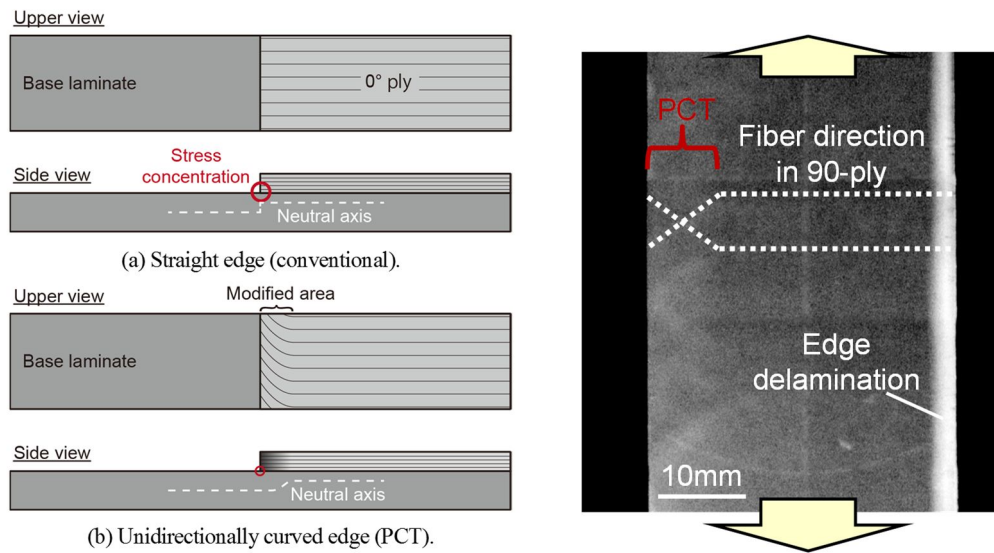 Upper view
Base laminate
0° ply
Side view
Stress
concentration
Neutral axis
(a) Straight edge (conventional).
Upper view
Modified area
Base laminate
Side view
Neutral axis
(b) Unidirectionally curved edge (PCT).
PCT
Fiber direction
in 90-ply
Edge
delamination
10mm